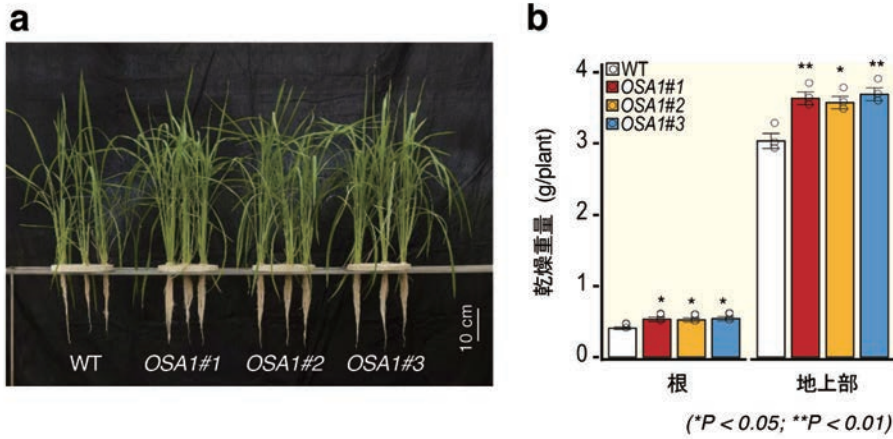 a
WT
OSA1#1
OSA1#2
OSA1#3
10 cm
b
乾燥重量 (g/plant)
4
3
2
1
0
WT
OSA1#1
OSA1#2
OSA1#3
**
*
**
*
*
*
根
地上部
(*P < 0.05; **P < 0.01)